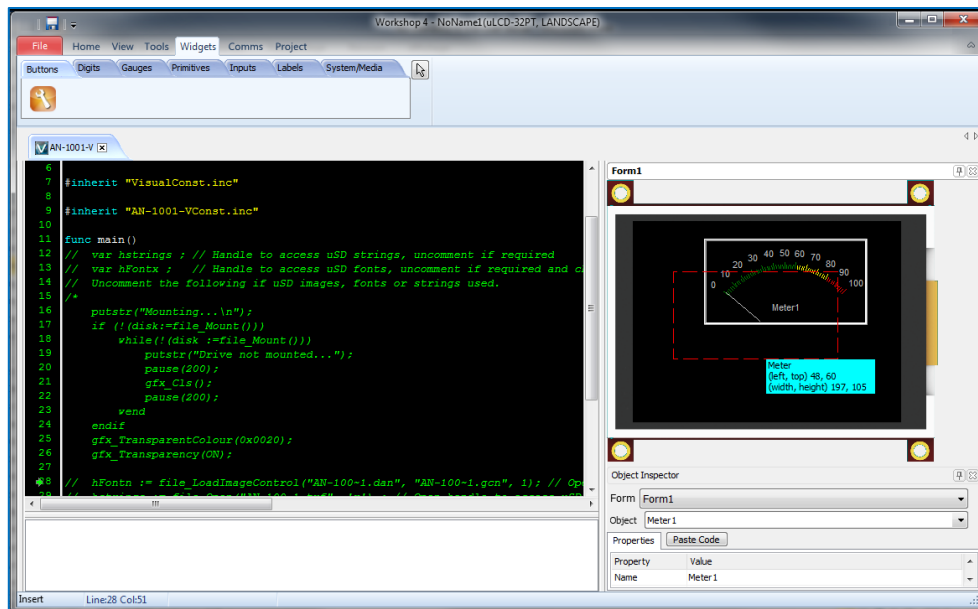 Workshop 4 - NoName1(uLCD-32PT, LANDSCAPE)
File Home View Tools Widgets Comms Project
Buttons Digits Gauges Primitives Inputs Labels System/Media
AN-1001-V
6
7 #inherit "VisualConst.inc"
8
9 #inherit "AN-1001-VConst.inc"
10
11 func main()
12 // var hstrings ; // Handle to access uSD strings, uncomment if required
13 // var hFontx ; // Handle to access uSD fonts, uncomment if required and
14 // Uncomment the following if uSD images, fonts or strings used.
15 /*
16 putstr("Mounting...\n");
17 if (!(disk:=file_Mount()))
18 while(!(disk :=file_Mount()))
19 putstr("Drive not mounted...");
20 pause(200);
21 gfx_Cls();
22 pause(200);
23 wend
24 endif
25 gfx_TransparentColour(0x0020);
26 gfx_Transparency(ON);
27
28 // hFontn := file_LoadImageControl("AN-100~1.dan", "AN-100~1.gcn", 1); //
Form1
0 10 20 30 40 50 60 70 80 90 100
Meter1
Meter
(left, top) 48, 60
(width, height) 197, 105
Object Inspector
Form Form1
Object Meter1
Properties Paste Code
Property Value
Name Meter1
Insert Line:28 Col:51